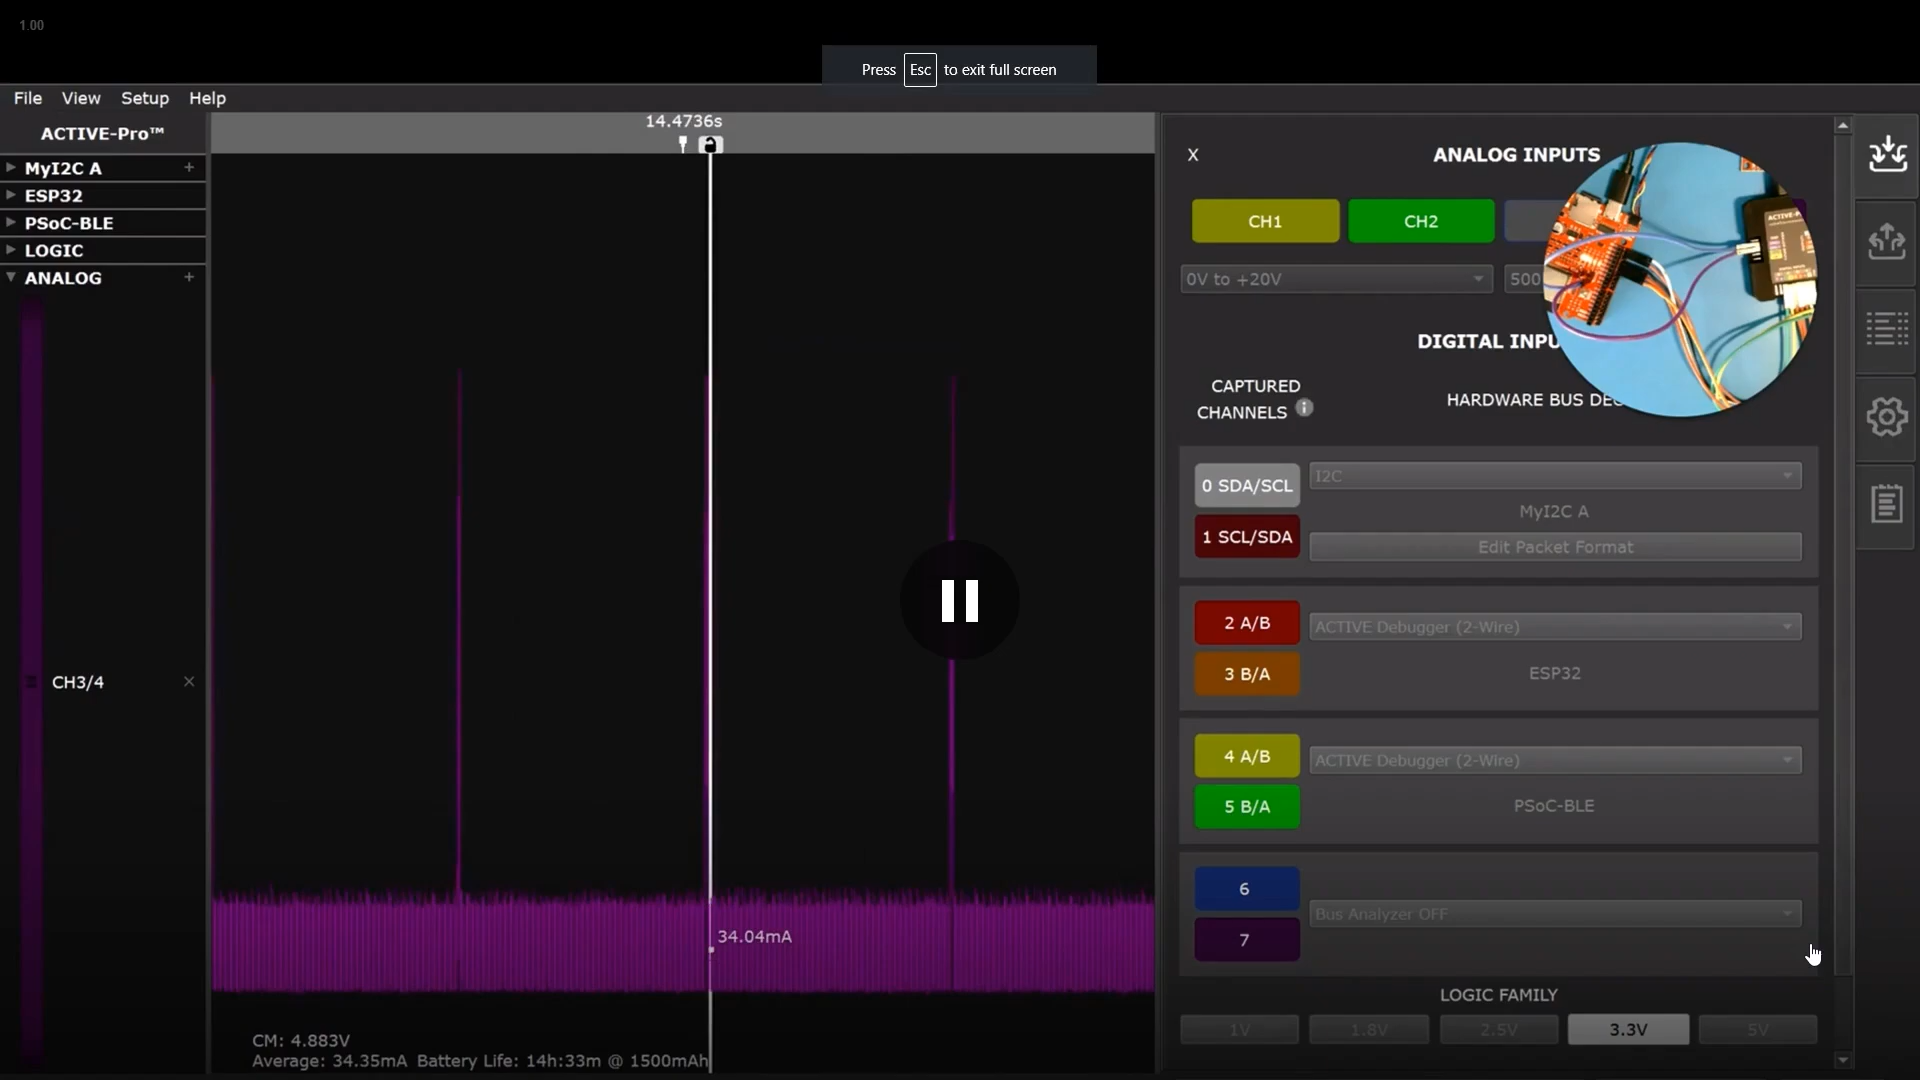 1.00
Press Esc to exit full screen
File View Setup Help
14.4736s
ACTIVE-Pro™
MyI2C A +
ESP32
PSoC-BLE
LOGIC
ANALOG +
CH3/4 ×
34.04mA
CM: 4.883V
Average: 34.35mA Battery Life: 14h:33m @ 1500mAh
X ANALOG INPUTS
CH1 CH2
0V to +20V 500
DIGITAL INPU
CAPTURED
CHANNELS i
HARDWARE BUS DEC
0 SDA/SCL I2C
MyI2C A
1 SCL/SDA Edit Packet Format
2 A/B ACTIVE Debugger (2-Wire)
3 B/A ESP32
4 A/B ACTIVE Debugger (2-Wire)
5 B/A PSoC-BLE
6
Bus Analyzer OFF
7
LOGIC FAMILY
1V 1.8V 2.5V 3.3V 5V